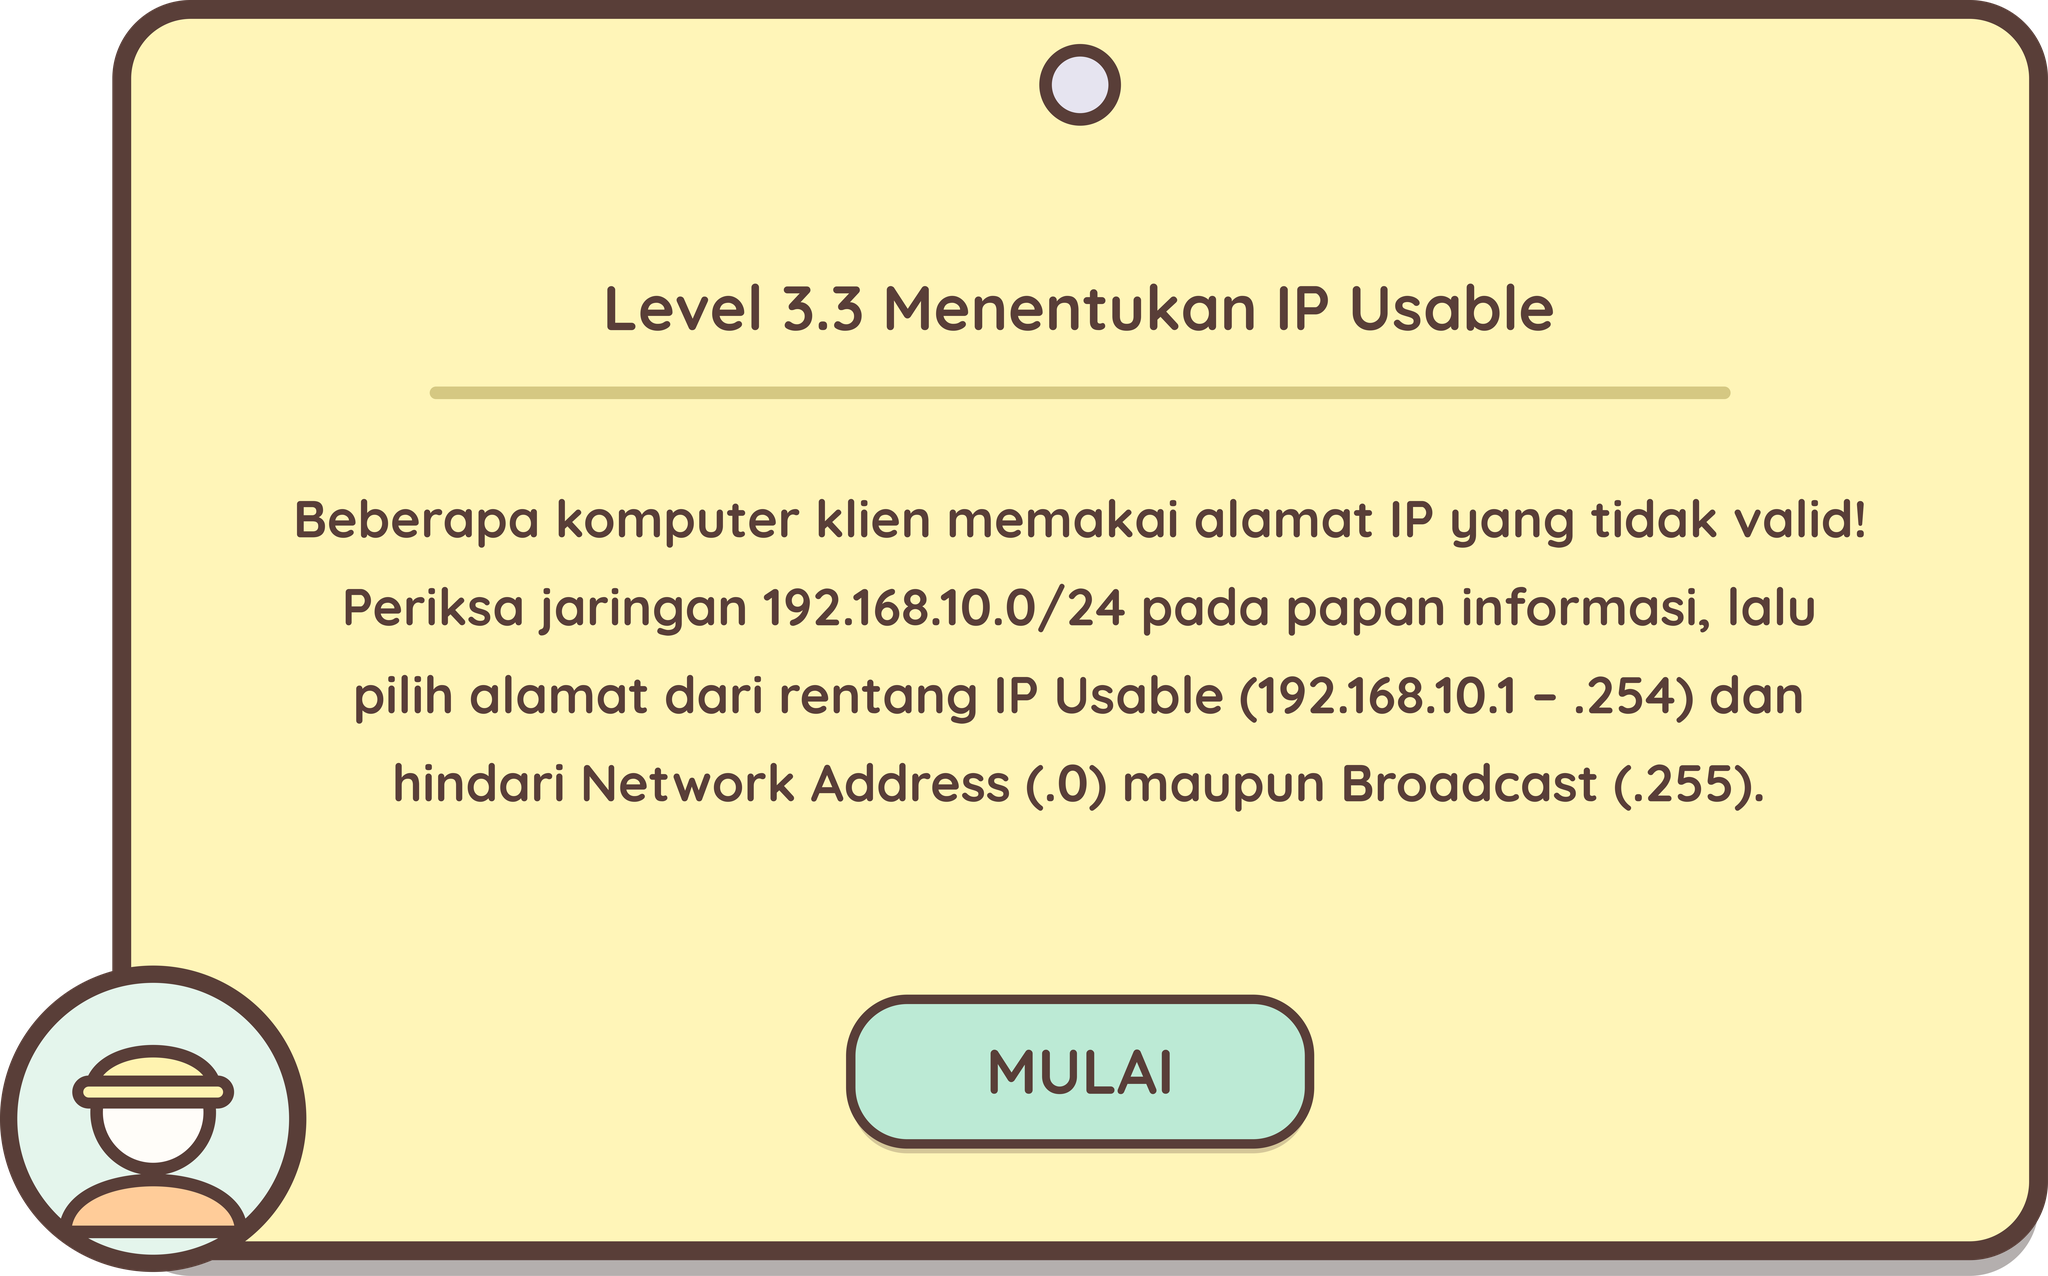 Level 3.3 Menentukan IP Usable
Beberapa komputer klien memakai alamat IP yang tidak valid!
Periksa jaringan 192.168.10.0/24 pada papan informasi, lalu
pilih alamat dari rentang IP Usable (192.168.10.1 – .254) dan
hindari Network Address (.0) maupun Broadcast (.255).
MULAI